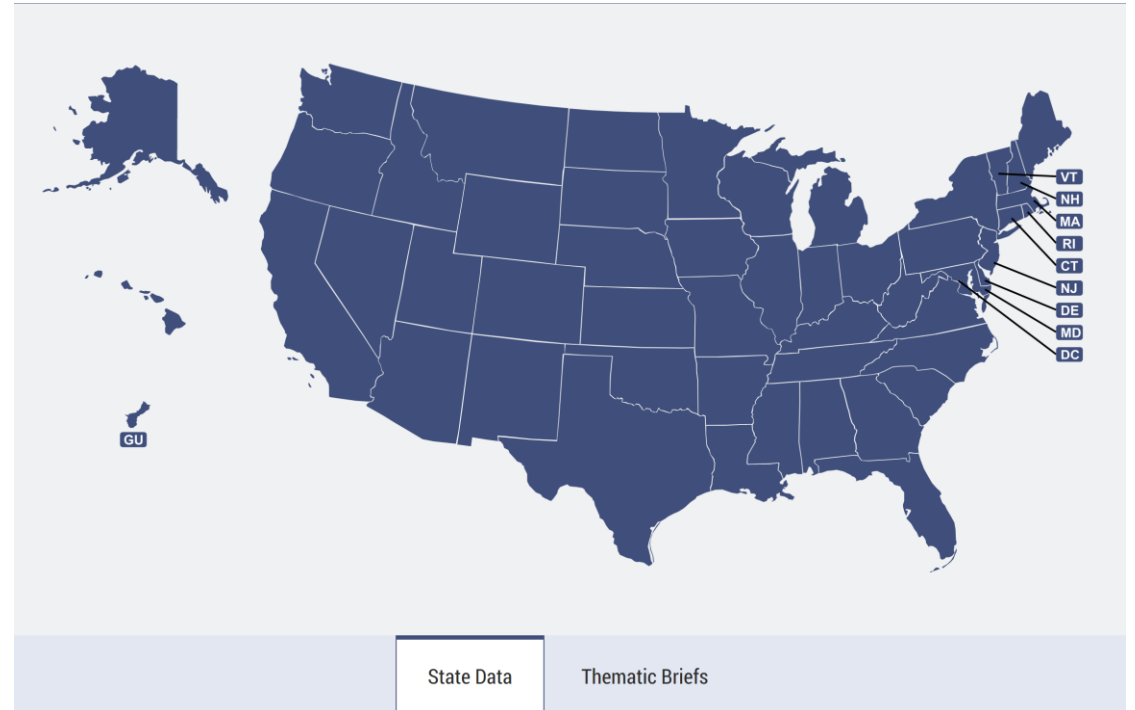 VT
NH
MA
RI
CT
NJ
DE
MD
DC
GU
State Data
Thematic Briefs